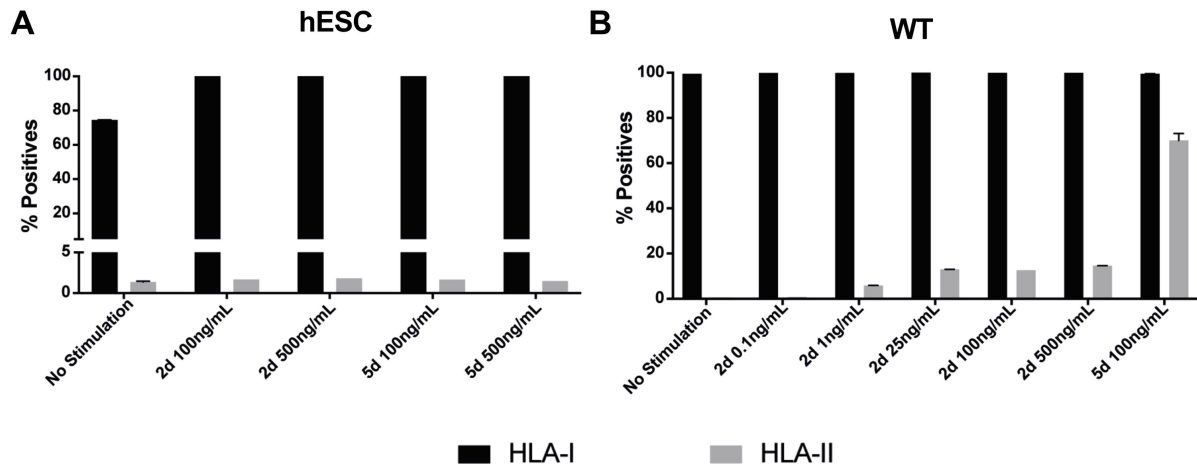 A
hESC
% Positives
100
80
60
40
20
5
0
No Stimulation
2d 100ng/mL
2d 500ng/mL
5d 100ng/mL
5d 500ng/mL
B
WT
% Positives
100
80
60
40
20
0
No Stimulation
2d 0.1ng/mL
2d 1ng/mL
2d 25ng/mL
2d 100ng/mL
2d 500ng/mL
5d 100ng/mL
HLA-I
HLA-II